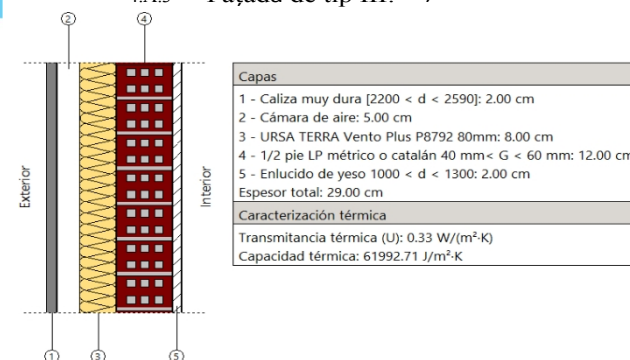 Façada de tip III.
2
4
Exterior
Interior
1
3
5
Capas
1 - Caliza muy dura [2200 < d < 2590]: 2.00 cm
2 - Cámara de aire: 5.00 cm
3 - URSA TERRA Vento Plus P8792 80mm: 8.00 cm
4 - 1/2 pie LP métrico o catalán 40 mm< G < 60 mm: 12.00 cm
5 - Enlucido de yeso 1000 < d < 1300: 2.00 cm
Espesor total: 29.00 cm
Caracterización térmica
Transmitancia térmica (U): 0.33 W/(m²·K)
Capacidad térmica: 61992.71 J/m²·K